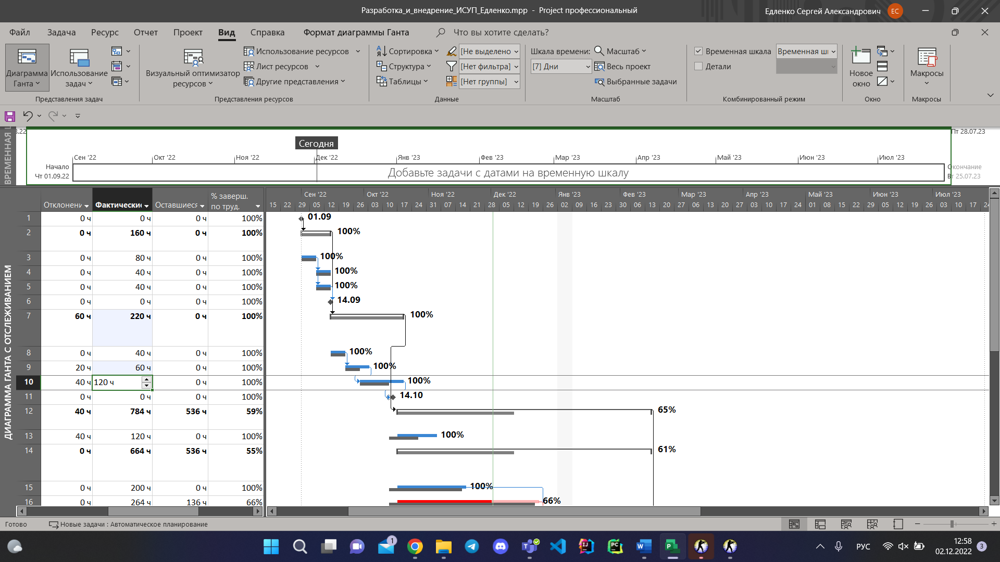 Разработка_и_внедрение_ИСУП_Едленко.mpp - Project профессиональный
Едленко Сергей Александрович ЕС
Файл Задача Ресурс Отчет Проект Вид Справка Формат диаграммы Ганта Что вы хотите сделать?
Диаграмма Ганта
Использование задач
Представления задач
Визуальный оптимизатор ресурсов
Использование ресурсов
Лист ресурсов
Другие представления
Представления ресурсов
Сортировка [Не выделено
Структура [Нет фильтра]
Таблицы [Нет группы]
Данные
Шкала времени: Масштаб
[7] Дни Весь проект
Выбранные задачи
Масштаб
Временная шкала Временная ш
Детали
Комбинированный режим
Новое окно
Окно
Макросы
Макросы
ВРЕМЕННАЯ
3.22 Пт 28.07.23
Сегодня
Сен '22 Окт '22 Ноя '22 Дек '22 Янв '23 Фев '23 Мар '23 Апр '23 Май '23 Июн '23 Июл '23
Начало
Чт 01.09.22
Добавьте задачи с датами на временную шкалу
Окончание
Вт 25.07.23
ДИАГРАММА ГАНТА С ОТСЛЕЖИВАНИЕМ
Отклонени Фактические Оставшиеся % заверш. по труд.
Сен '22 Окт '22 Ноя '22 Дек '22 Янв '23 Фев '23 Мар '23 Апр '23 Май '23 Июн '23 Июл '23
15 22 29 05 12 19 26 03 10 17 24 31 07 14 21 28 05 12 19 26 02 09 16 23 30 06 13 20 27 06 13 20 27 03 10 17 24 01 08 15 22 29 05 12 19 26 03 10 17 24
1 0 ч 0 ч 0 ч 100% 01.09
2 0 ч 160 ч 0 ч 100% 100%
3 0 ч 80 ч 0 ч 100% 100%
4 0 ч 40 ч 0 ч 100% 100%
5 0 ч 40 ч 0 ч 100% 100%
6 0 ч 0 ч 0 ч 100% 14.09
7 60 ч 220 ч 0 ч 100% 100%
8 0 ч 40 ч 0 ч 100% 100%
9 20 ч 60 ч 0 ч 100% 100%
10 40 ч 120 ч 0 ч 100% 100%
11 0 ч 0 ч 0 ч 100% 14.10
12 40 ч 784 ч 536 ч 59% 65%
13 40 ч 120 ч 0 ч 100% 100%
14 0 ч 664 ч 536 ч 55% 61%
15 0 ч 200 ч 0 ч 100% 100%
16 0 ч 264 ч 136 ч 66% 66%
Готово Новые задачи : Автоматическое планирование
1
РУС
12:58
02.12.2022
3